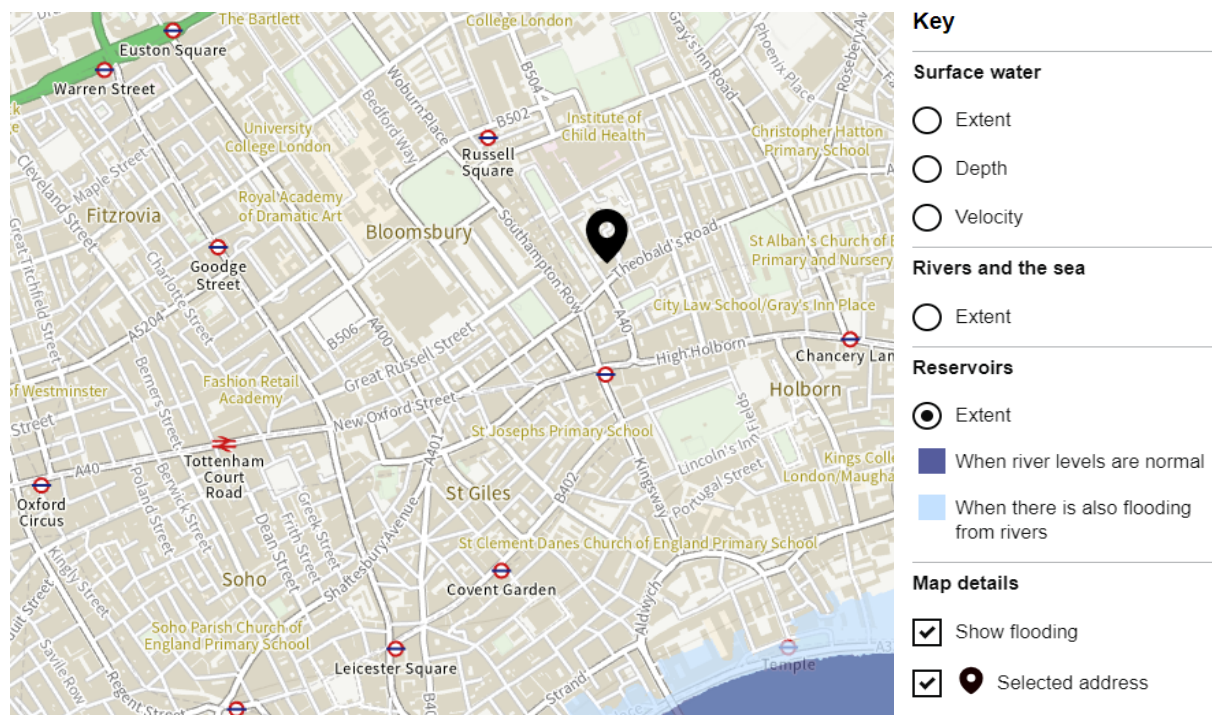 The Bartlett
College London
Euston Square
Warren Street
B504
Gray's Inn Road
Phoenix Place
Rosebery Av
Woburn Place
Bedford Way
B502
Institute of
Child Health
Christopher Hatton
Primary School
University
College London
Russell
Square
Cleveland Street
Maple Street
Royal Academy
of Dramatic Art
Fitzrovia
Bloomsbury
Southampton Row
Theobald's Road
St Alban's Church of E
Primary and Nursery
Great Titchfield Street
Goodge
Street
Charlotte Street
City Law School/Gray's Inn Place
A40
A5204
B506
A400
Great Russell Street
High Holborn
Chancery Lan
of Westminster
Berners Street
Fashion Retail
Academy
Holborn
New Oxford Street
Street
St Josephs Primary School
Fields
Lincoln's Inn
A401
Kings Coll
London/Maugha
A40
Tottenham
Court
Road
Portugal Street
Oxford
Circus
Poland Street
Berwick Street
St Giles
B402
Kingsway
Dean Street
Frith Street
Greek Street
Shaftesbury Avenue
St Clement Danes Church of England Primary School
Kingly Street
Soho
Covent Garden
Aldwych
Soho Parish Church of
England Primary School
Saville Row
Regent Street
Leicester Square
Strand
Temple
Key
Surface water
Extent
Depth
Velocity
Rivers and the sea
Extent
Reservoirs
Extent
When river levels are normal
When there is also flooding
from rivers
Map details
Show flooding
Selected address